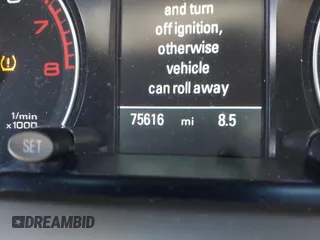 and turn
off ignition,
otherwise
vehicle
can roll away
75616 mi 8.5
8
1/min
x1000
SET
DREAMBID